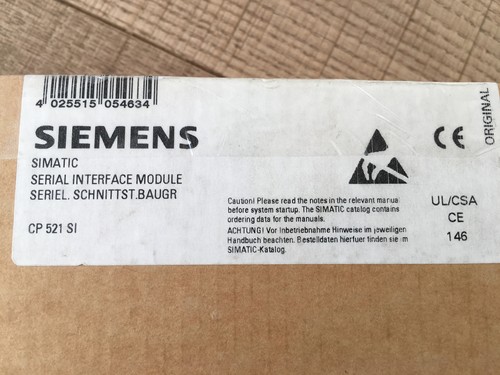 4 025515 054634
SIEMENS
SIMATIC
SERIAL INTERFACE MODULE
SERIEL. SCHNITTST.BAUGR
CP 521 SI
Caution! Please read the notes in the relevant manual
before system startup. The SIMATIC catalog contains
ordering data for the manuals.
ACHTUNG! Vor Inbetriebnahme Hinweise im jeweiligen
Handbuch beachten. Bestelldaten hierfuer finden sie im
SIMATIC-Katalog.
CE
UL/CSA
CE
146
ORIGINAL